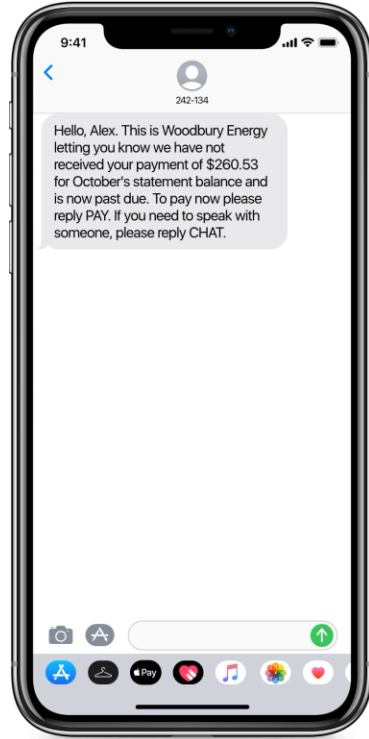 9:41
242-134
Hello, Alex. This is Woodbury Energy
letting you know we have not
received your payment of $260.53
for October's statement balance and
is now past due. To pay now please
reply PAY. If you need to speak with
someone, please reply CHAT.
Pay